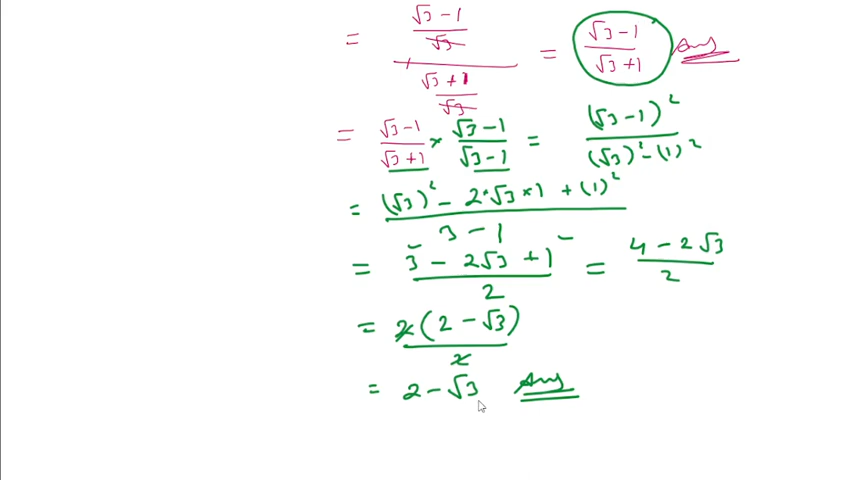 = ((√3 - 1)/√3)/((√3 + 1)/√3) = (√3 - 1)/(√3 + 1) Ans
= (√3 - 1)/(√3 + 1) × (√3 - 1)/(√3 - 1) = (√3 - 1)²/((√3)² - (1)²)
= ((√3)² - 2*√3*1 + (1)²)/(3 - 1)
= (3 - 2√3 + 1)/2 = (4 - 2√3)/2
= 2(2 - √3)/2
= 2 - √3 Ans